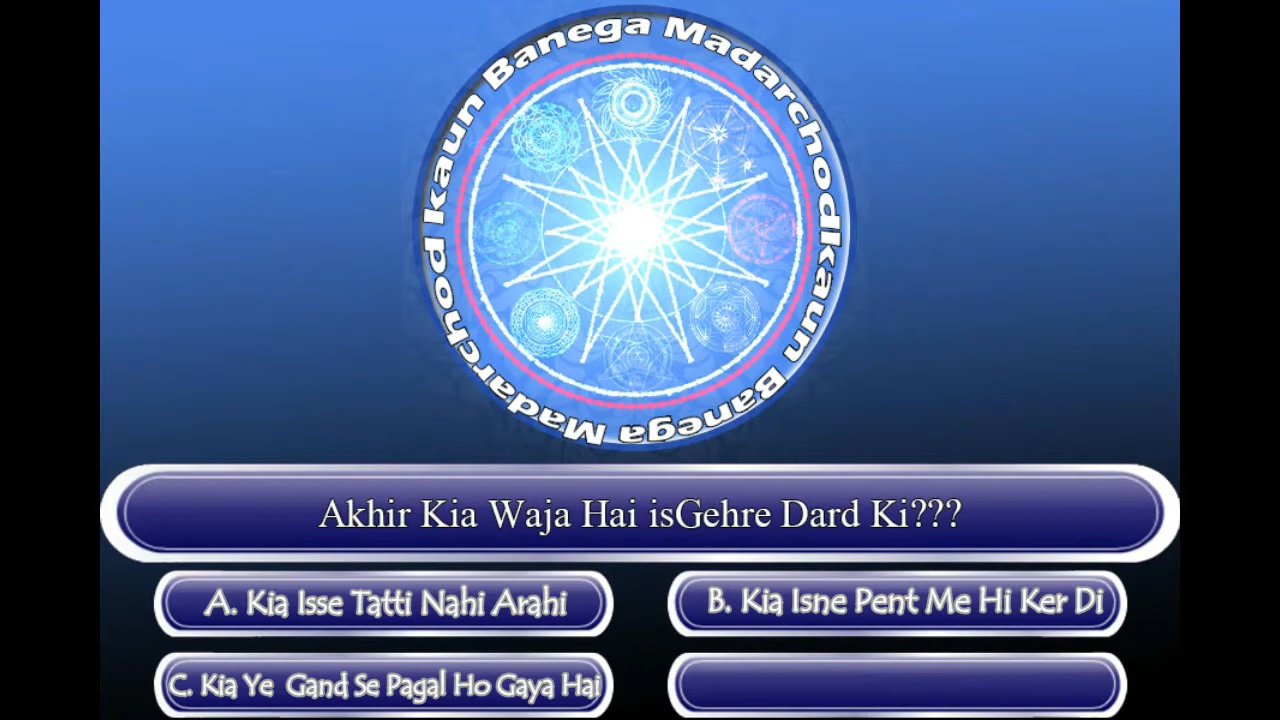 kaun Banega Madarchod
kaun Banega Madarchod
Akhir Kia Waja Hai isGehre Dard Ki???
A. Kia Isse Tatti Nahi Arahi
B. Kia Isne Pent Me Hi Ker Di
C. Kia Ye Gand Se Pagal Ho Gaya Hai